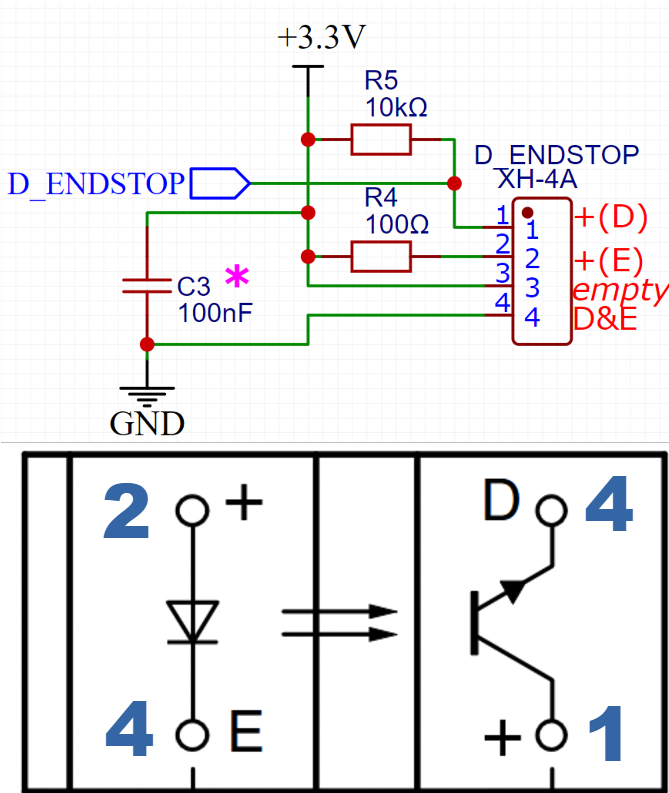 +3.3V
R5
10kΩ
D_ENDSTOP
XH-4A
D_ENDSTOP
R4
100Ω
1 1 +(D)
2 2 +(E)
3 3 empty
4 4 D&E
C3 *
100nF
GND
2 + D 4
4 E + 1